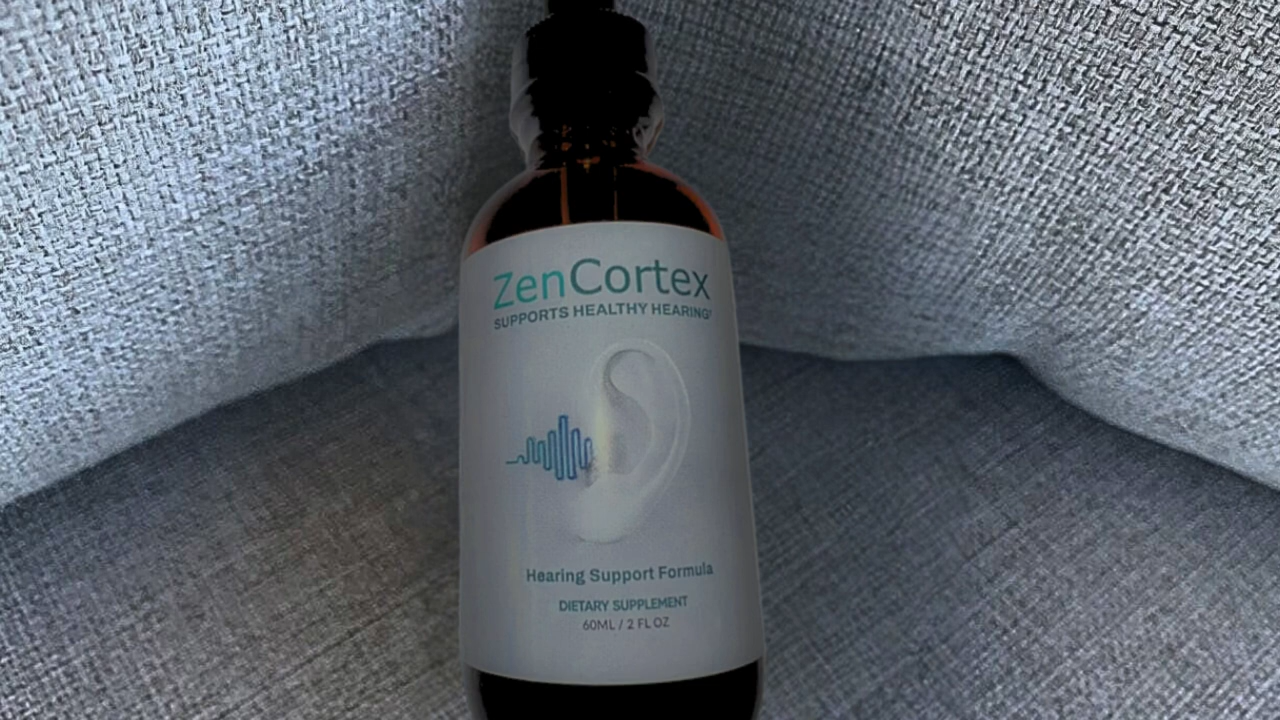 ZenCortex
SUPPORTS HEALTHY HEARING†
Hearing Support Formula
DIETARY SUPPLEMENT
60ML / 2 FL OZ